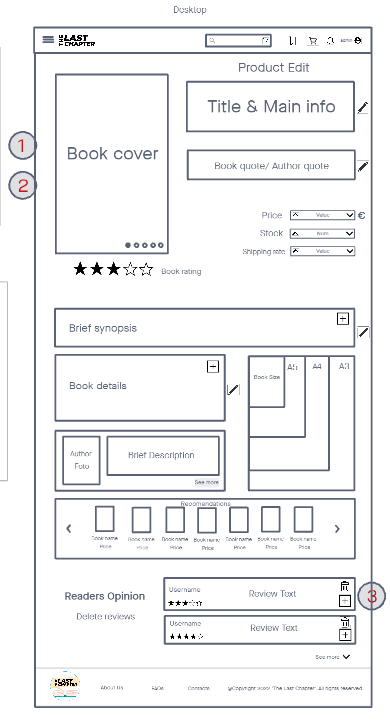 Desktop
THE LAST CHAPTER
Admin
Product Edit
1
Book cover
Title & Main info
2
Book quote/ Author quote
Price
Value
€
Stock
Num
Shipping rate
Value
Book rating
Brief synopsis
Book details
Book Size
A5
A4
A3
Author
Foto
Brief Description
See more
Recomendations
Book name Book name Book name Book name Book name Book name Book name
Price Price Price Price Price Price Price
Readers Opinion
Delete reviews
Username
Review Text
3
Username
Review Text
See more
THE LAST CHAPTER
About Us
FAQs
Contacts
@Copyright 2022 'The Last Chapter'. All rights reserved.